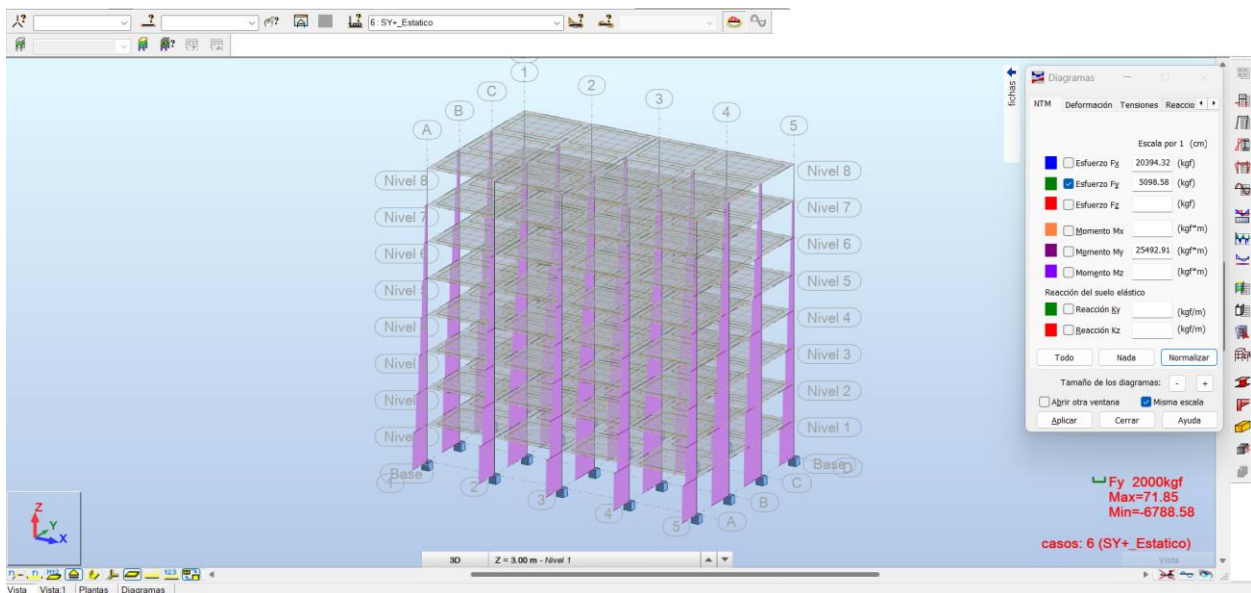 6: SY+_Estatico
fichas
Diagramas
NTM Deformación Tensiones Reaccio
Escala por 1 (cm)
Esfuerzo Fx 20394.32 (kgf)
Esfuerzo Fy 5098.58 (kgf)
Esfuerzo Fz (kgf)
Momento Mx (kgf*m)
Momento My 25492.91 (kgf*m)
Momento Mz (kgf*m)
Reacción del suelo elástico
Reacción Ky (kgf/m)
Reacción Kz (kgf/m)
Todo Nada Normalizar
Tamaño de los diagramas: - +
Abrir otra ventana Misma escala
Aplicar Cerrar Ayuda
1 2 3 4 5
A B C
Nivel 8 Nivel 8
Nivel 7 Nivel 7
Nivel 6 Nivel 6
Nivel Nivel 5
Nivel Nivel 4
Nivel Nivel 3
Nivel Nivel 2
Nivel Nivel 1
Base Base D
1 2 3 4 5
A B C
Fy 2000kgf
Max=71.85
Min=-6788.58
casos: 6 (SY+_Estatico)
Z Y X
3D Z = 3.00 m - Nivel 1
Vista
Vista Vista:1 Plantas Diagramas